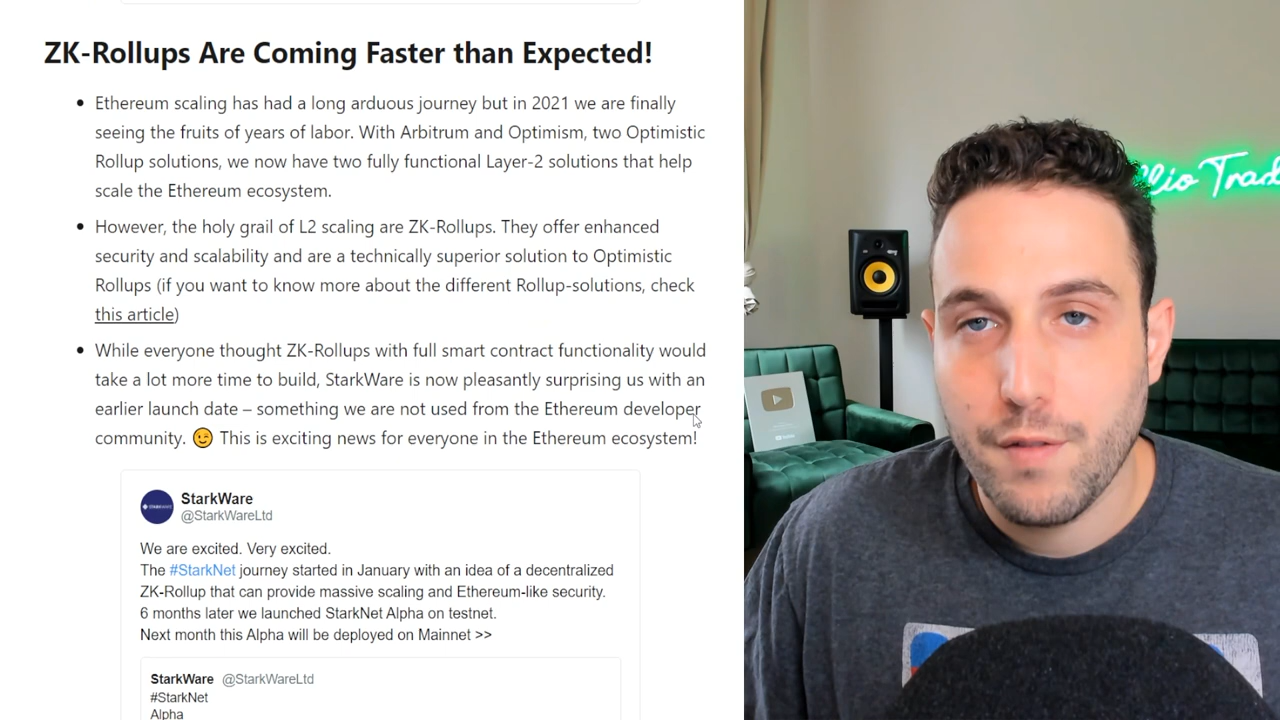 ZK-Rollups Are Coming Faster than Expected!
Ethereum scaling has had a long arduous journey but in 2021 we are finally
seeing the fruits of years of labor. With Arbitrum and Optimism, two Optimistic
Rollup solutions, we now have two fully functional Layer-2 solutions that help
scale the Ethereum ecosystem.
However, the holy grail of L2 scaling are ZK-Rollups. They offer enhanced
security and scalability and are a technically superior solution to Optimistic
Rollups (if you want to know more about the different Rollup-solutions, check
this article)
While everyone thought ZK-Rollups with full smart contract functionality would
take a lot more time to build, StarkWare is now pleasantly surprising us with an
earlier launch date – something we are not used from the Ethereum developer
community. 😉 This is exciting news for everyone in the Ethereum ecosystem!
StarkWare
@StarkWareLtd
We are excited. Very excited.
The #StarkNet journey started in January with an idea of a decentralized
ZK-Rollup that can provide massive scaling and Ethereum-like security.
6 months later we launched StarkNet Alpha on testnet.
Next month this Alpha will be deployed on Mainnet >>
StarkWare @StarkWareLtd
#StarkNet
Alpha